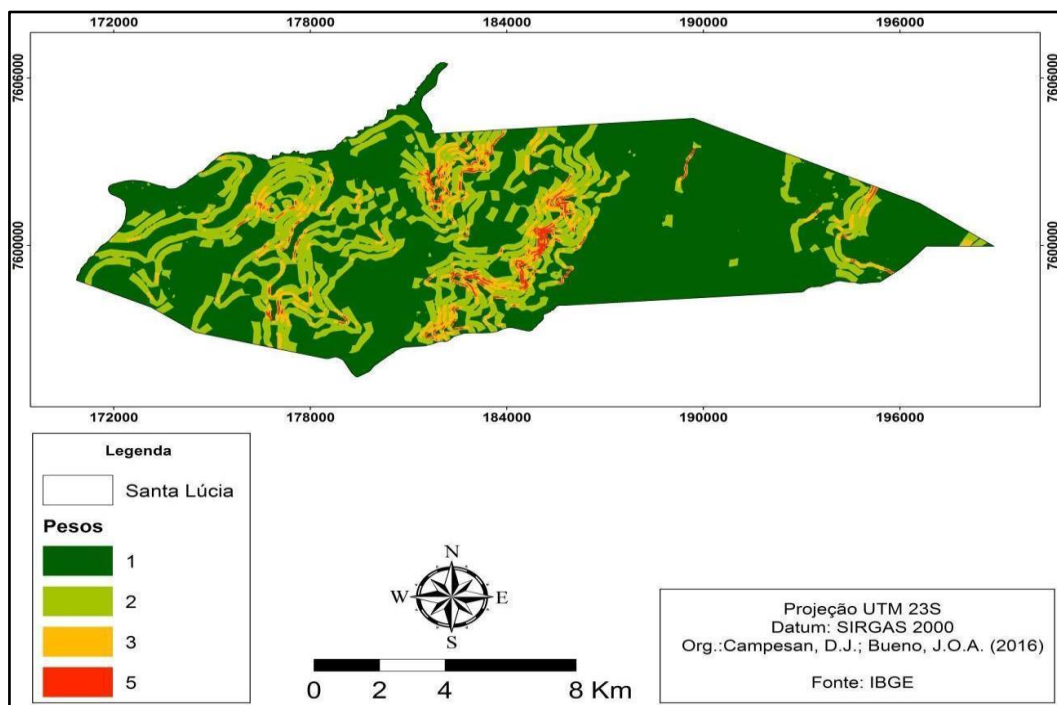 172000 178000 184000 190000 196000
7606000 7606000
7600000 7600000
172000 178000 184000 190000 196000
Legenda
Santa Lúcia
Pesos
1
2
3
5
N
W E
S
0 2 4 8 Km
Projeção UTM 23S
Datum: SIRGAS 2000
Org.:Campesan, D.J.; Bueno, J.O.A. (2016)
Fonte: IBGE